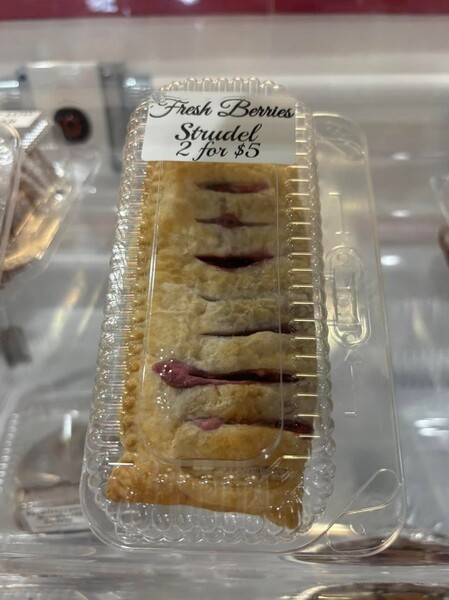 Fresh Berries
Strudel
2 for $5